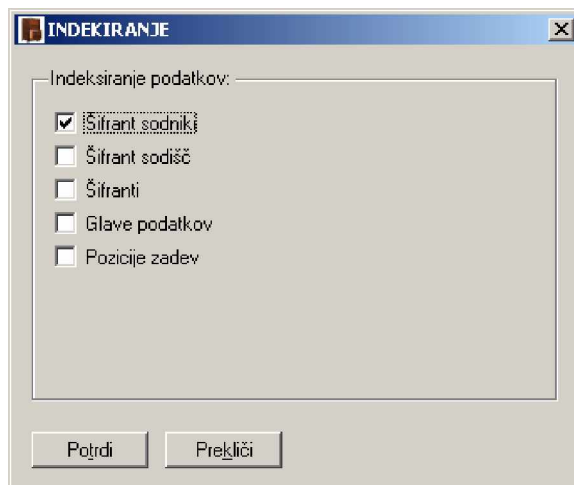 INDEKIRANJE
Indeksiranje podatkov:
Šifrant sodniki
Šifrant sodišč
Šifranti
Glave podatkov
Pozicije zadev
Potrdi
Prekliči